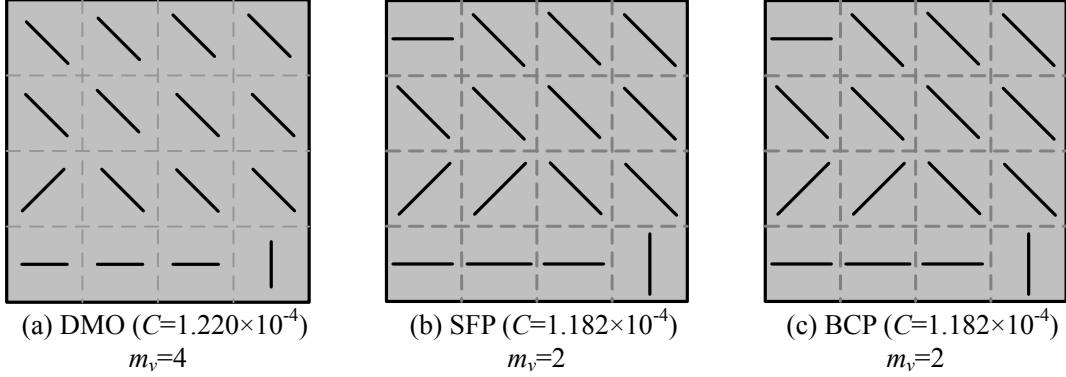 (a) DMO (C=1.220×10⁻⁴) (b) SFP (C=1.182×10⁻⁴) (c) BCP (C=1.182×10⁻⁴)
mᵥ=4 mᵥ=2 mᵥ=2